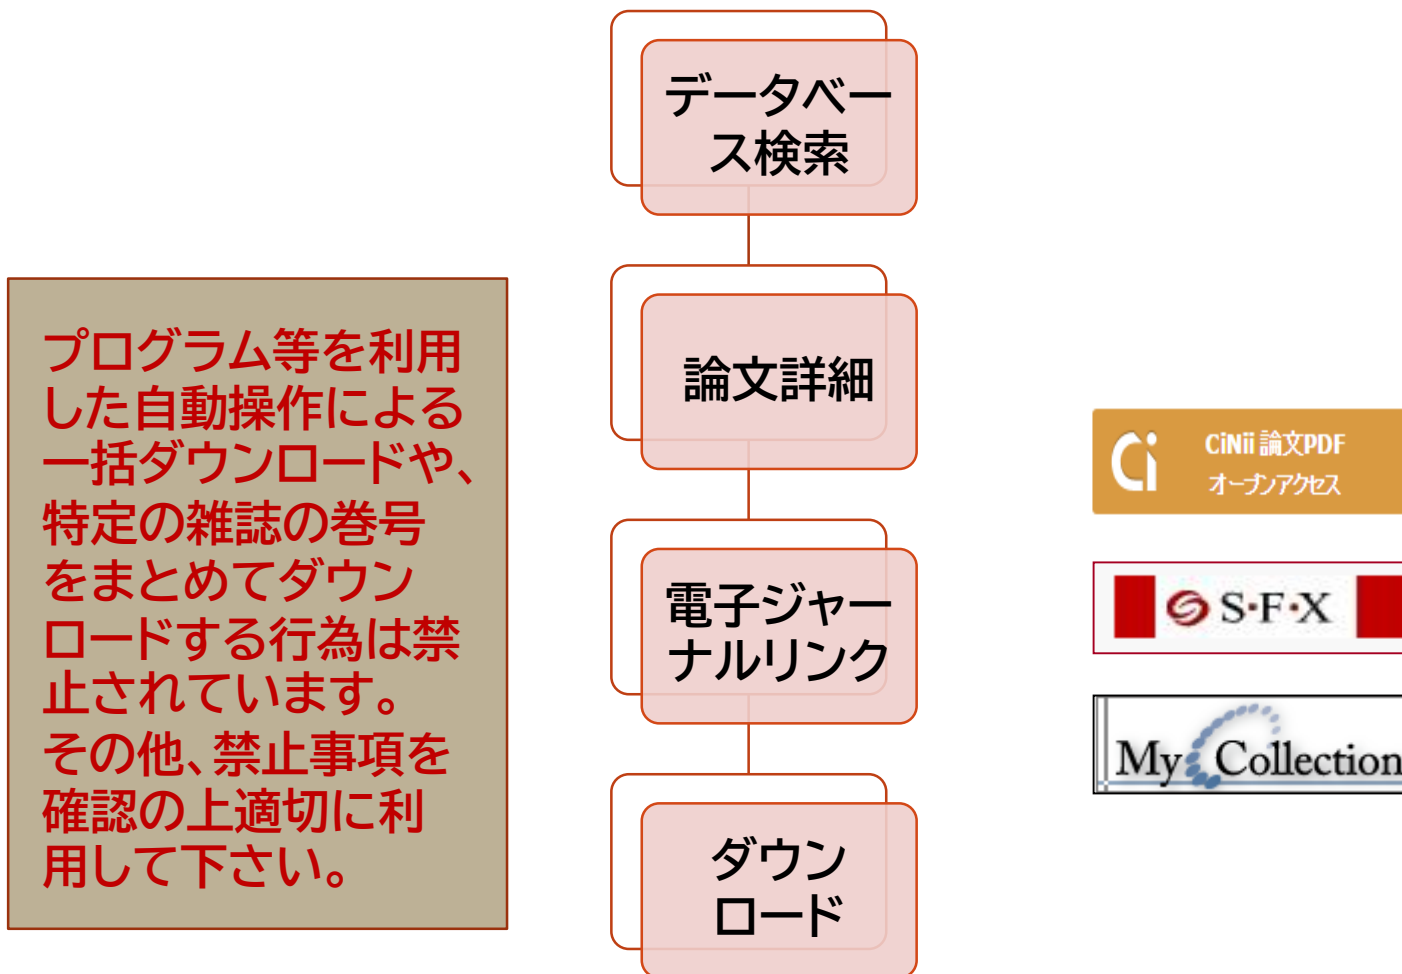 データベー
ス検索
論文詳細
電子ジャー
ナルリンク
ダウン
ロード
プログラム等を利用
した自動操作による
一括ダウンロードや、
特定の雑誌の巻号
をまとめてダウン
ロードする行為は禁
止されています。
その他、禁止事項を
確認の上適切に利
用して下さい。
Ci
CiNii 論文PDF
オープンアクセス
S·F·X
My Collection